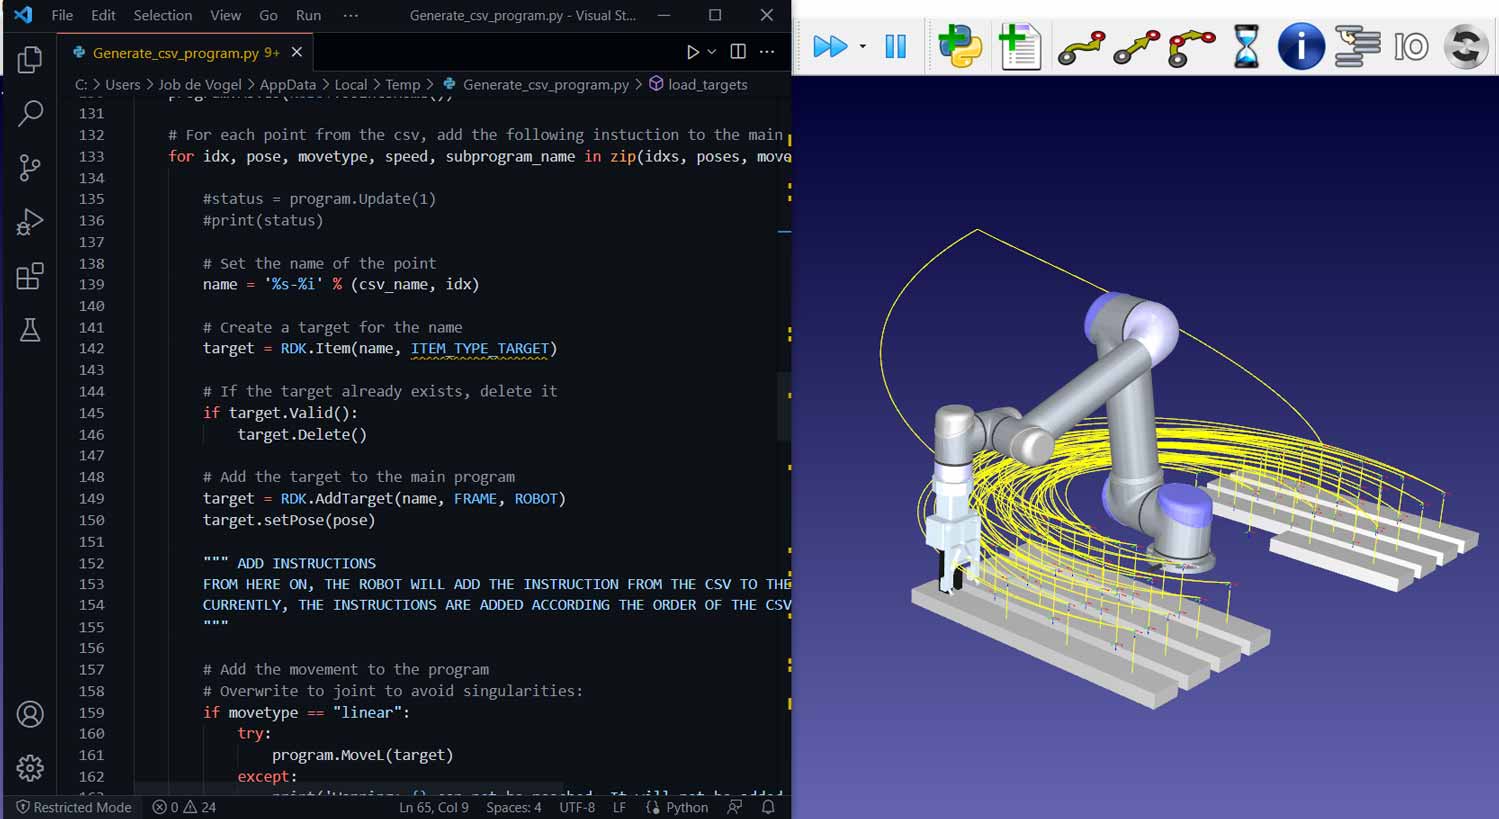 File Edit Selection View Go Run ··· Generate_csv_program.py - Visual St...
Generate_csv_program.py 9+
C: > Users > Job de Vogel > AppData > Local > Temp > Generate_csv_program.py > load_targets
131
132 # For each point from the csv, add the following instuction to the main
133 for idx, pose, movetype, speed, subprogram_name in zip(idxs, poses, move
134
135 #status = program.Update(1)
136 #print(status)
137
138 # Set the name of the point
139 name = '%s-%i' % (csv_name, idx)
140
141 # Create a target for the name
142 target = RDK.Item(name, ITEM_TYPE_TARGET)
143
144 # If the target already exists, delete it
145 if target.Valid():
146 target.Delete()
147
148 # Add the target to the main program
149 target = RDK.AddTarget(name, FRAME, ROBOT)
150 target.setPose(pose)
151
152 """ ADD INSTRUCTIONS
153 FROM HERE ON, THE ROBOT WILL ADD THE INSTRUCTION FROM THE CSV TO THE
154 CURRENTLY, THE INSTRUCTIONS ARE ADDED ACCORDING THE ORDER OF THE CSV
155 """
156
157 # Add the movement to the program
158 # Overwrite to joint to avoid singularities:
159 if movetype == "linear":
160 try:
161 program.MoveL(target)
162 except:
Restricted Mode 0 24 Ln 65, Col 9 Spaces: 4 UTF-8 LF Python
IO